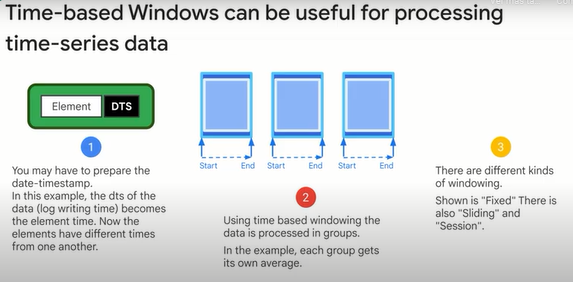 Time-based Windows can be useful for processing
time-series data
Element DTS
1
You may have to prepare the
date-timestamp.
In this example, the dts of the
data (log writing time) becomes
the element time. Now the
elements have different times
from one another.
Start End Start End Start End
2
Using time based windowing the
data is processed in groups.
In the example, each group gets
its own average.
3
There are different kinds
of windowing.
Shown is "Fixed" There is
also "Sliding" and
"Session".